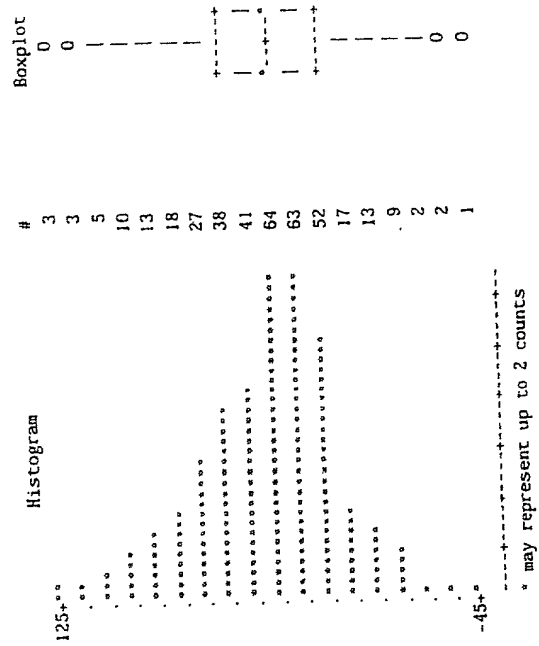 Histogram # Boxplot
125+** 3 0
.** 3 0
.*** 5 |
.***** 10 |
.******* 13 |
.********* 18 |
.************** 27 |
.******************* 38 +-----+
.********************* 41 | |
.******************************** 64 *--+--*
.******************************** 63 | |
.************************** 52 +-----+
.********* 17 |
.******* 13 |
.***** 9 |
.* 2 |
.* 2 0
-45+* 1 0
----+----+----+----+----+----+--
* may represent up to 2 counts